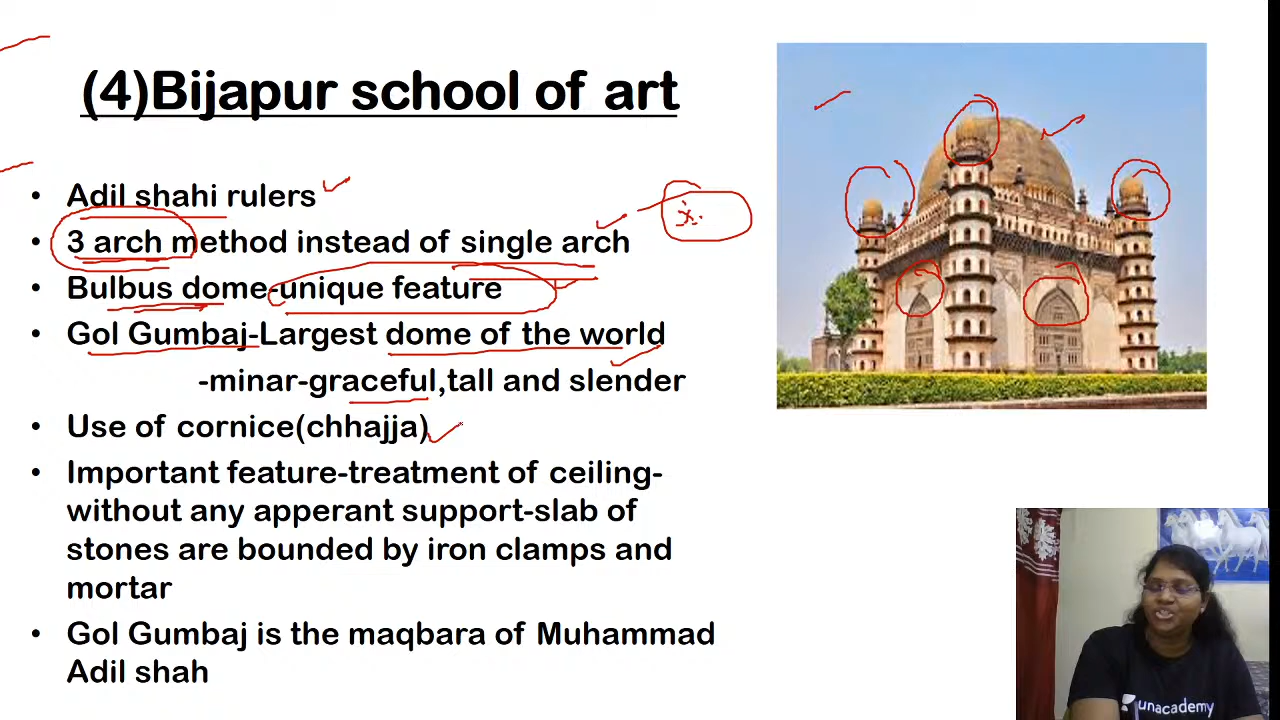 (4)Bijapur school of art
• Adil shahi rulers
• 3 arch method instead of single arch
• Bulbus dome-unique feature
• Gol Gumbaj-Largest dome of the world
-minar-graceful,tall and slender
• Use of cornice(chhajja)
• Important feature-treatment of ceiling-
without any apperant support-slab of
stones are bounded by iron clamps and
mortar
• Gol Gumbaj is the maqbara of Muhammad
Adil shah
unacademy